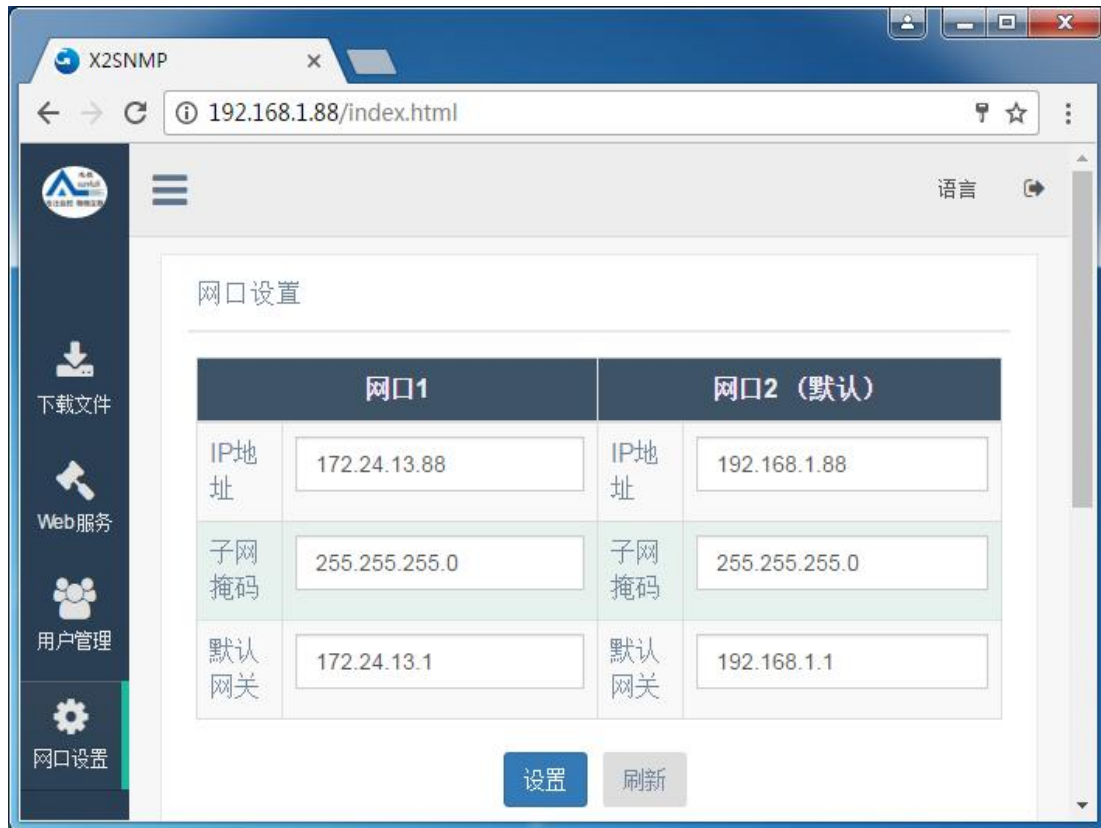 X2SNMP
192.168.1.88/index.html
语言
网口设置
网口1
网口2 （默认）
IP地址
172.24.13.88
IP地址
192.168.1.88
子网掩码
255.255.255.0
子网掩码
255.255.255.0
默认网关
172.24.13.1
默认网关
192.168.1.1
设置
刷新
下载文件
Web服务
用户管理
网口设置